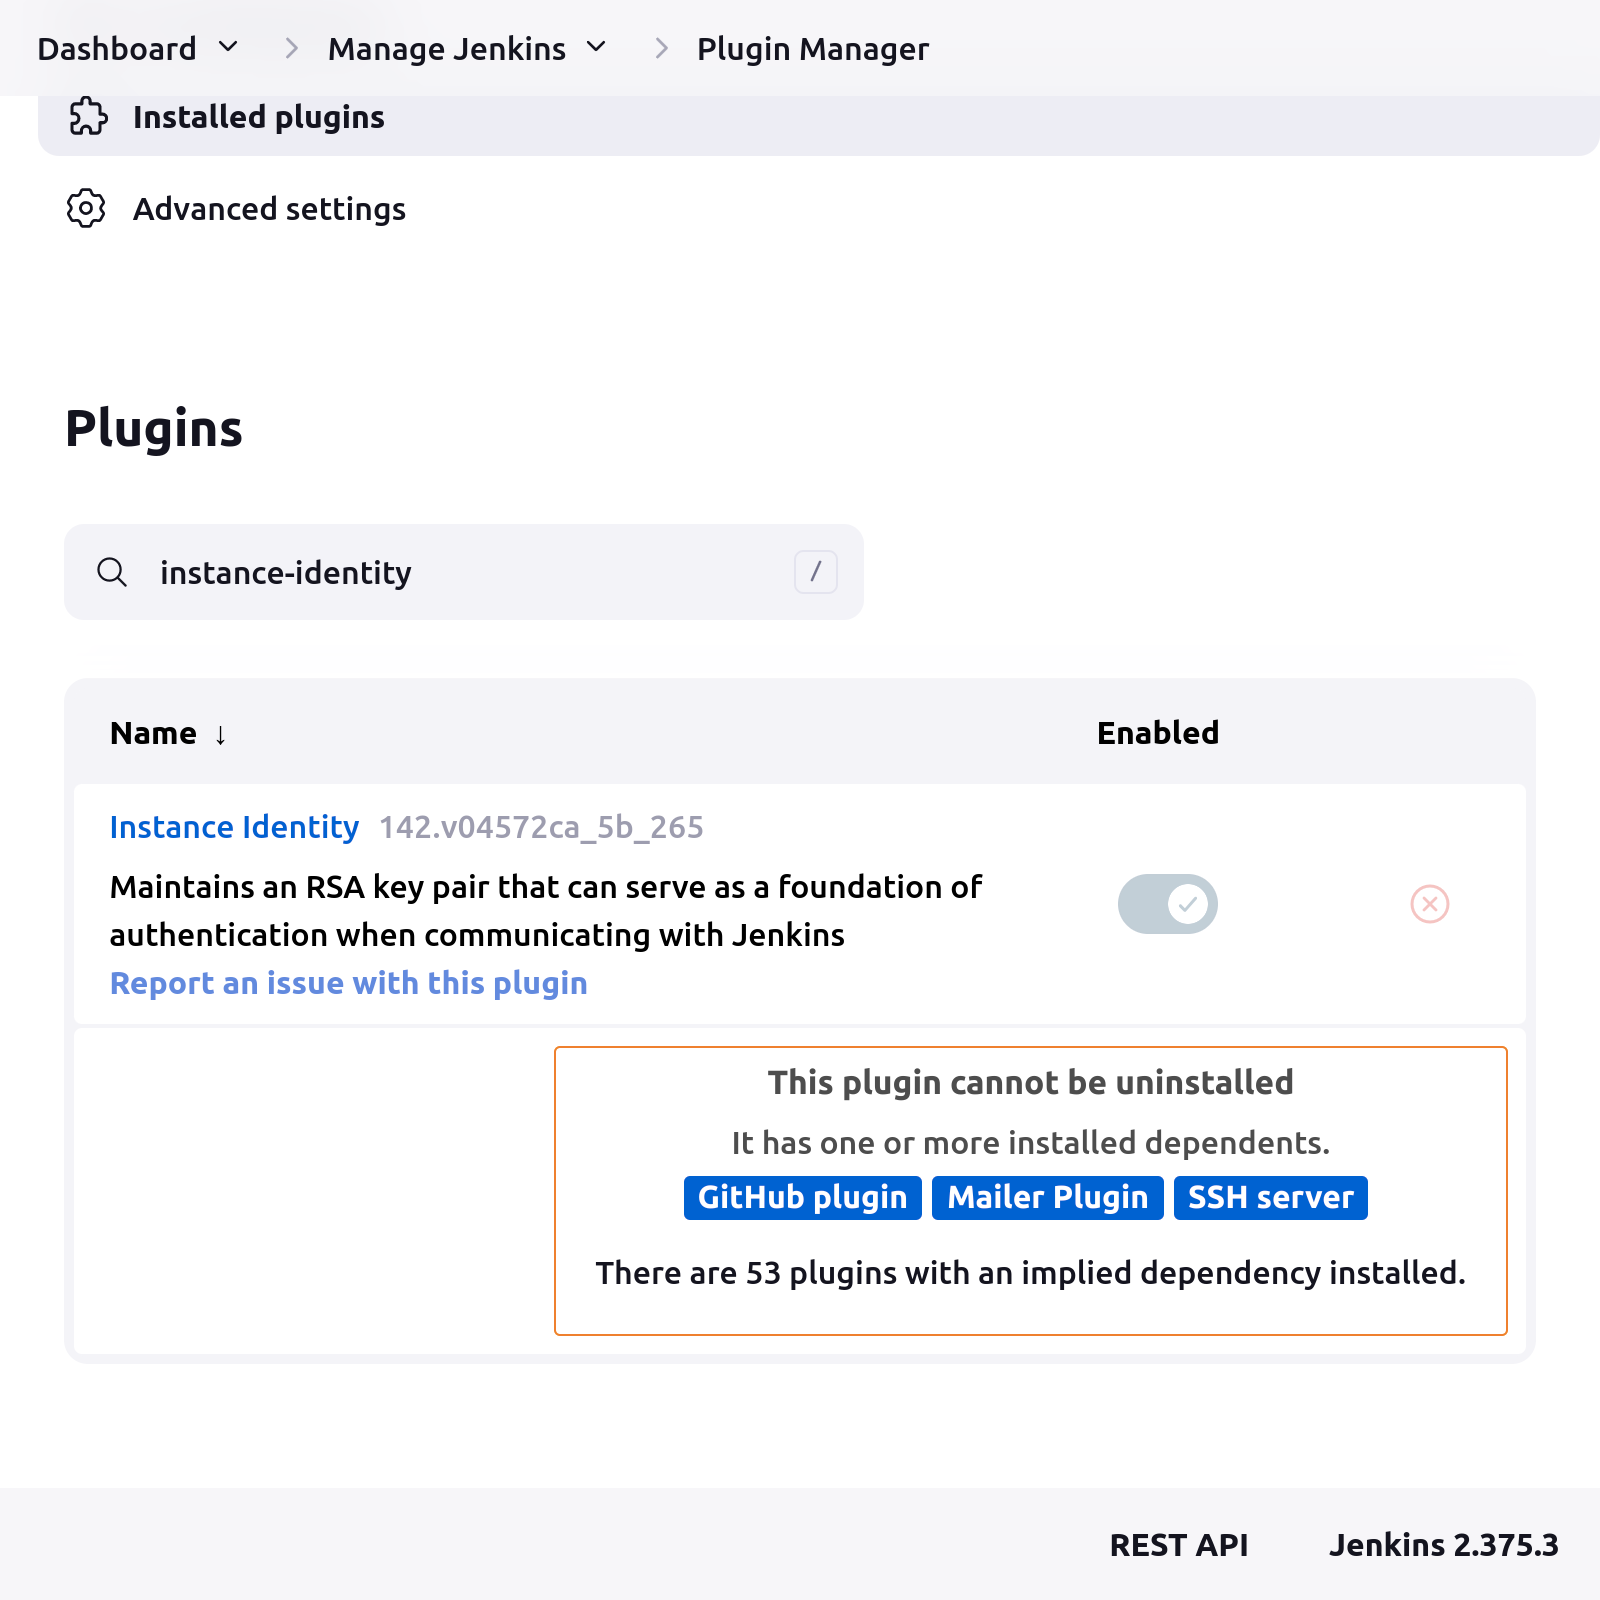 Dashboard > Manage Jenkins > Plugin Manager
Installed plugins
Advanced settings
Plugins
instance-identity /
Name ↓ Enabled
Instance Identity 142.v04572ca_5b_265
Maintains an RSA key pair that can serve as a foundation of
authentication when communicating with Jenkins
Report an issue with this plugin
This plugin cannot be uninstalled
It has one or more installed dependents.
GitHub plugin Mailer Plugin SSH server
There are 53 plugins with an implied dependency installed.
REST API Jenkins 2.375.3